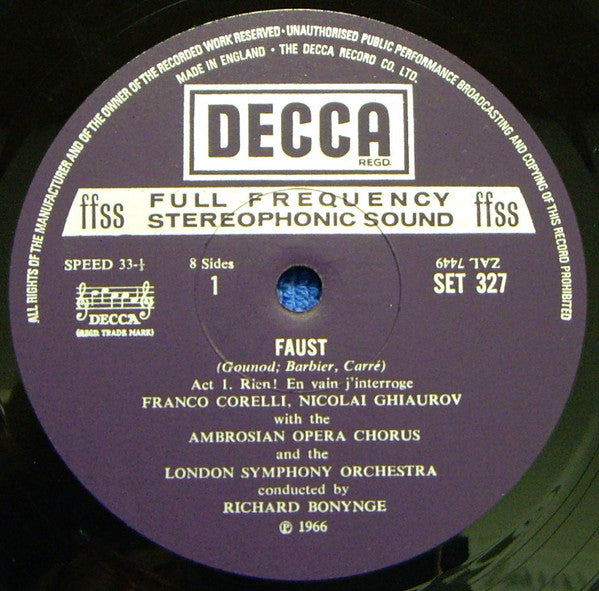 ALL RIGHTS OF THE MANUFACTURER AND OF THE OWNER OF THE RECORDED WORK RESERVED · UNAUTHORISED PUBLIC PERFORMANCE BROADCASTING AND COPYING OF THIS RECORD PROHIBITED
MADE IN ENGLAND · THE DECCA RECORD CO. LTD.
DECCA
REGD.
ffss FULL FREQUENCY ffss
STEREOPHONIC SOUND
SPEED 33-⅓ 8 Sides ZAL 7449
1 SET 327
DECCA
(REGD. TRADE MARK)
FAUST
(Gounod; Barbier, Carré)
Act 1. Rien! En vain j'interroge
FRANCO CORELLI, NICOLAI GHIAUROV
with the
AMBROSIAN OPERA CHORUS
and the
LONDON SYMPHONY ORCHESTRA
conducted by
RICHARD BONYNGE
℗ 1966